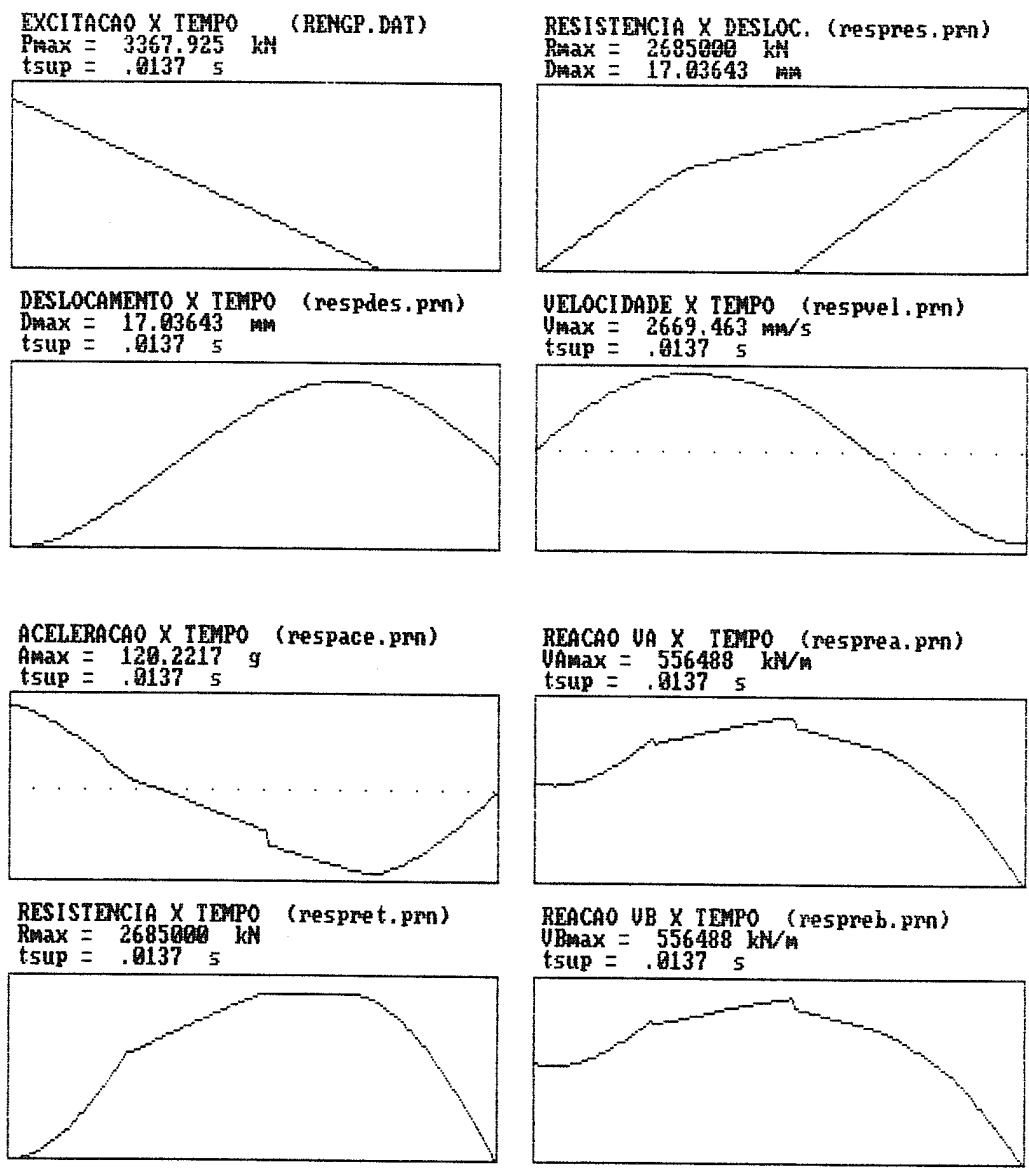 EXCITACAO X TEMPO (RENGP.DAT)
Pmax = 3367.925 kN
tsup = .0137 s
RESISTENCIA X DESLOC. (respres.prn)
Rmax = 2685000 kN
Dmax = 17.03643 mm
DESLOCAMENTO X TEMPO (respdes.prn)
Dmax = 17.03643 mm
tsup = .0137 s
VELOCIDADE X TEMPO (respvel.prn)
Vmax = 2669.463 mm/s
tsup = .0137 s
ACELERACAO X TEMPO (respace.prn)
Amax = 120.2217 g
tsup = .0137 s
REACAO VA X TEMPO (resprea.prn)
VAmax = 556488 kN/m
tsup = .0137 s
RESISTENCIA X TEMPO (respret.prn)
Rmax = 2685000 kN
tsup = .0137 s
REACAO VB X TEMPO (respreb.prn)
VBmax = 556488 kN/m
tsup = .0137 s